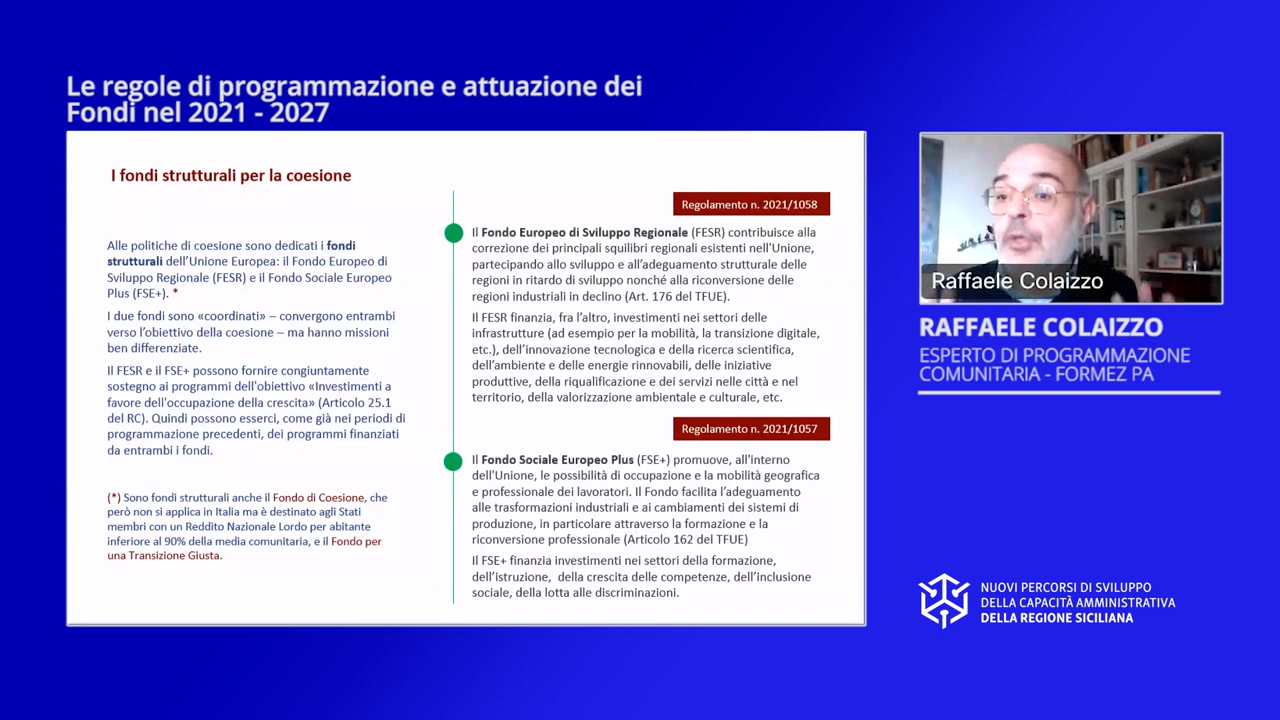 Le regole di programmazione e attuazione dei
Fondi nel 2021 - 2027
I fondi strutturali per la coesione
Alle politiche di coesione sono dedicati i fondi
strutturali dell'Unione Europea: il Fondo Europeo di
Sviluppo Regionale (FESR) e il Fondo Sociale Europeo
Plus (FSE+). *
I due fondi sono «coordinati» – convergono entrambi
verso l'obiettivo della coesione – ma hanno missioni
ben differenziate.
Il FESR e il FSE+ possono fornire congiuntamente
sostegno ai programmi dell'obiettivo «Investimenti a
favore dell'occupazione della crescita» (Articolo 25.1
del RC). Quindi possono esserci, come già nei periodi di
programmazione precedenti, dei programmi finanziati
da entrambi i fondi.
(*) Sono fondi strutturali anche il Fondo di Coesione, che
però non si applica in Italia ma è destinato agli Stati
membri con un Reddito Nazionale Lordo per abitante
inferiore al 90% della media comunitaria, e il Fondo per
una Transizione Giusta.
Regolamento n. 2021/1058
Il Fondo Europeo di Sviluppo Regionale (FESR) contribuisce alla
correzione dei principali squilibri regionali esistenti nell'Unione,
partecipando allo sviluppo e all'adeguamento strutturale delle
regioni in ritardo di sviluppo nonché alla riconversione delle
regioni industriali in declino (Art. 176 del TFUE).
Il FESR finanzia, fra l'altro, investimenti nei settori delle
infrastrutture (ad esempio per la mobilità, la transizione digitale,
etc.), dell'innovazione tecnologica e della ricerca scientifica,
dell'ambiente e delle energie rinnovabili, delle iniziative
produttive, della riqualificazione e dei servizi nelle città e nel
territorio, della valorizzazione ambientale e culturale, etc.
Regolamento n. 2021/1057
Il Fondo Sociale Europeo Plus (FSE+) promuove, all'interno
dell'Unione, le possibilità di occupazione e la mobilità geografica
e professionale dei lavoratori. Il Fondo facilita l'adeguamento
alle trasformazioni industriali e ai cambiamenti dei sistemi di
produzione, in particolare attraverso la formazione e la
riconversione professionale (Articolo 162 del TFUE)
Il FSE+ finanzia investimenti nei settori della formazione,
dell'istruzione, della crescita delle competenze, dell'inclusione
sociale, della lotta alle discriminazioni.
Raffaele Colaizzo
RAFFAELE COLAIZZO
ESPERTO DI PROGRAMMAZIONE
COMUNITARIA - FORMEZ PA
NUOVI PERCORSI DI SVILUPPO
DELLA CAPACITÀ AMMINISTRATIVA
DELLA REGIONE SICILIANA